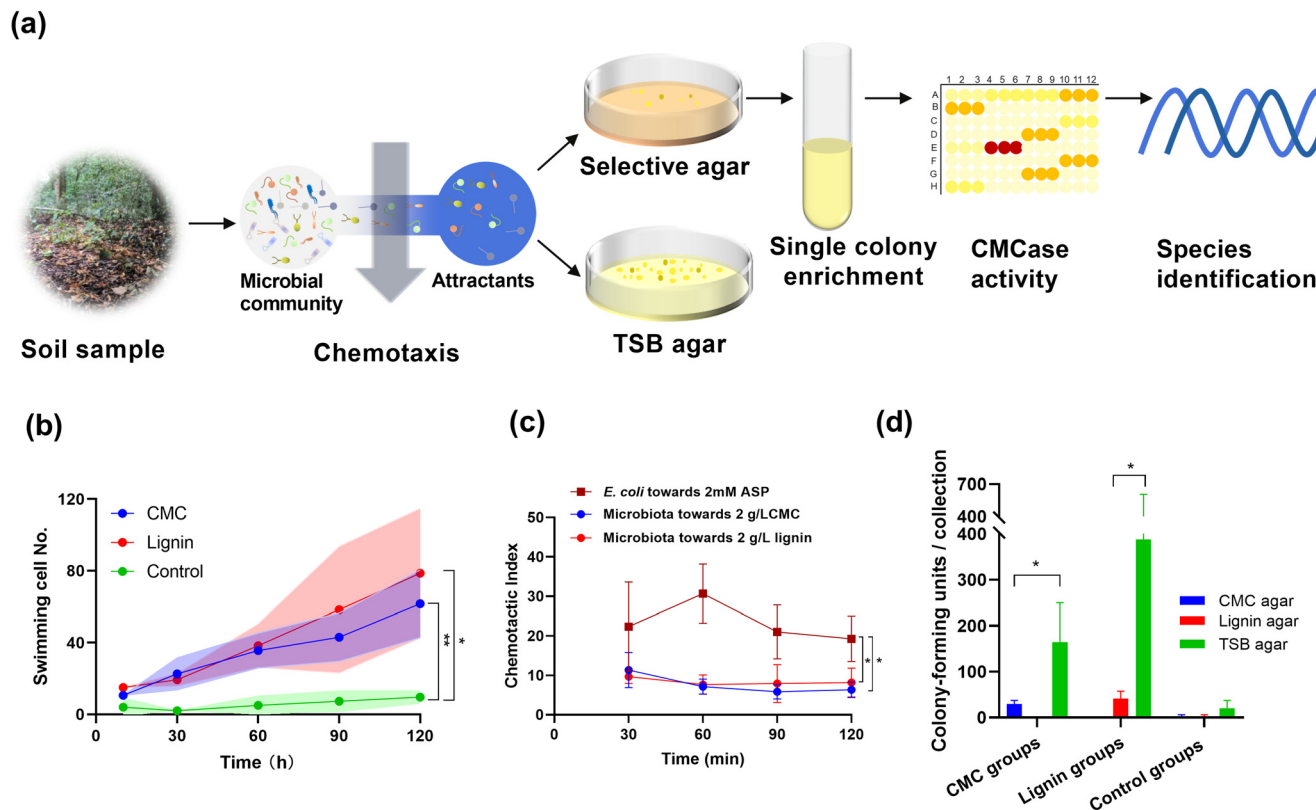 (a)
Soil sample
Microbial
community
Attractants
Chemotaxis
Selective agar
TSB agar
Single colony
enrichment
1 2 3 4 5 6 7 8 9 10 11 12
A
B
C
D
E
F
G
H
CMCase
activity
Species
identification
(b)
Swimming cell No.
120
80
40
0
CMC
Lignin
Control
**
*
0 30 60 90 120
Time (h)
(c)
E. coli towards 2mM ASP
Microbiota towards 2 g/LCMC
Microbiota towards 2 g/L lignin
Chemotactic Index
40
30
20
10
0
* *
0 30 60 90 120
Time (min)
(d)
Colony-forming units / collection
700
400
400
300
200
100
0
*
*
CMC agar
Lignin agar
TSB agar
CMC groups
Lignin groups
Control groups